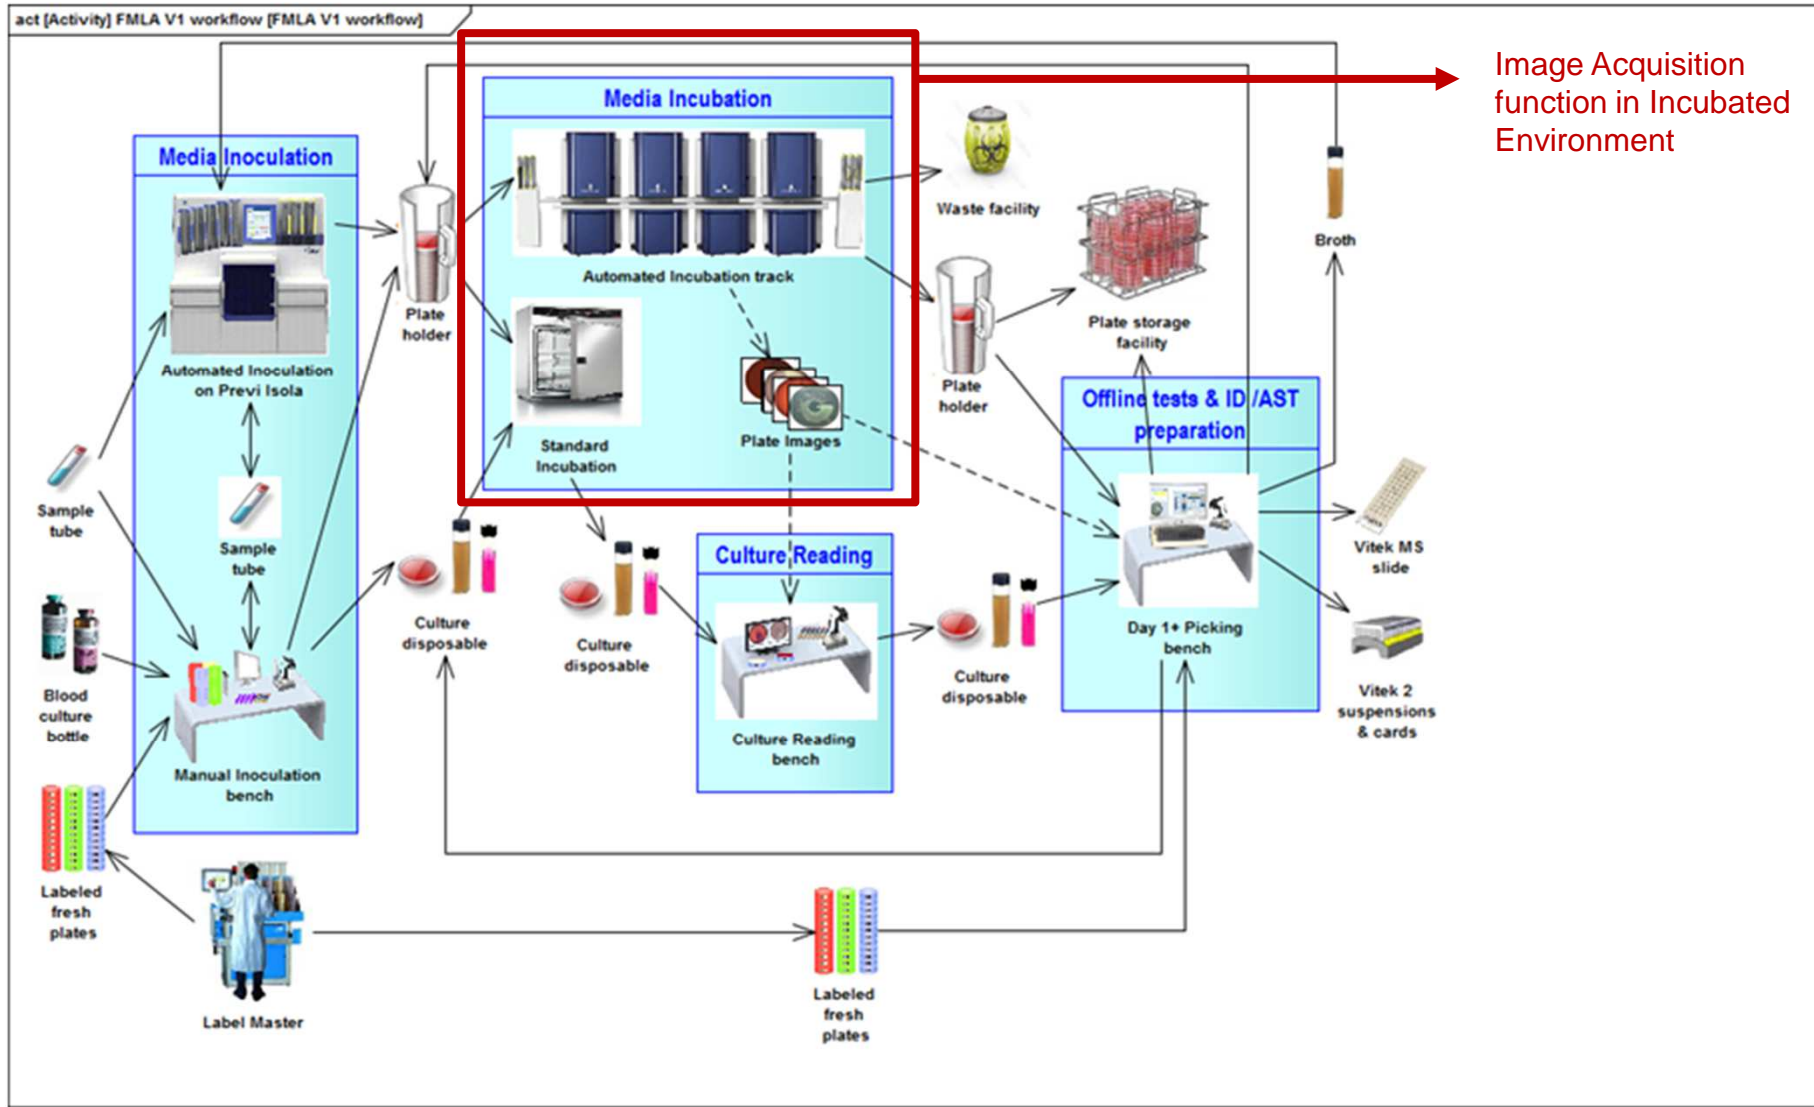 act [Activity] FMLA V1 workflow [FMLA V1 workflow]
Image Acquisition
function in Incubated
Environment
Media Incubation
Media Inoculation
Waste facility
Broth
Automated Incubation track
Plate
holder
Plate storage
facility
Automated Inoculation
on Previ Isola
Plate
holder
Offline tests & ID /AST
preparation
Standard
Incubation
Plate Images
Sample
tube
Sample
tube
Vitek MS
slide
Culture Reading
Culture
disposable
Culture
disposable
Day 1+ Picking
bench
Culture
disposable
Blood
culture
bottle
Vitek 2
suspensions
& cards
Culture Reading
bench
Manual Inoculation
bench
Labeled
fresh
plates
Label Master
Labeled
fresh
plates